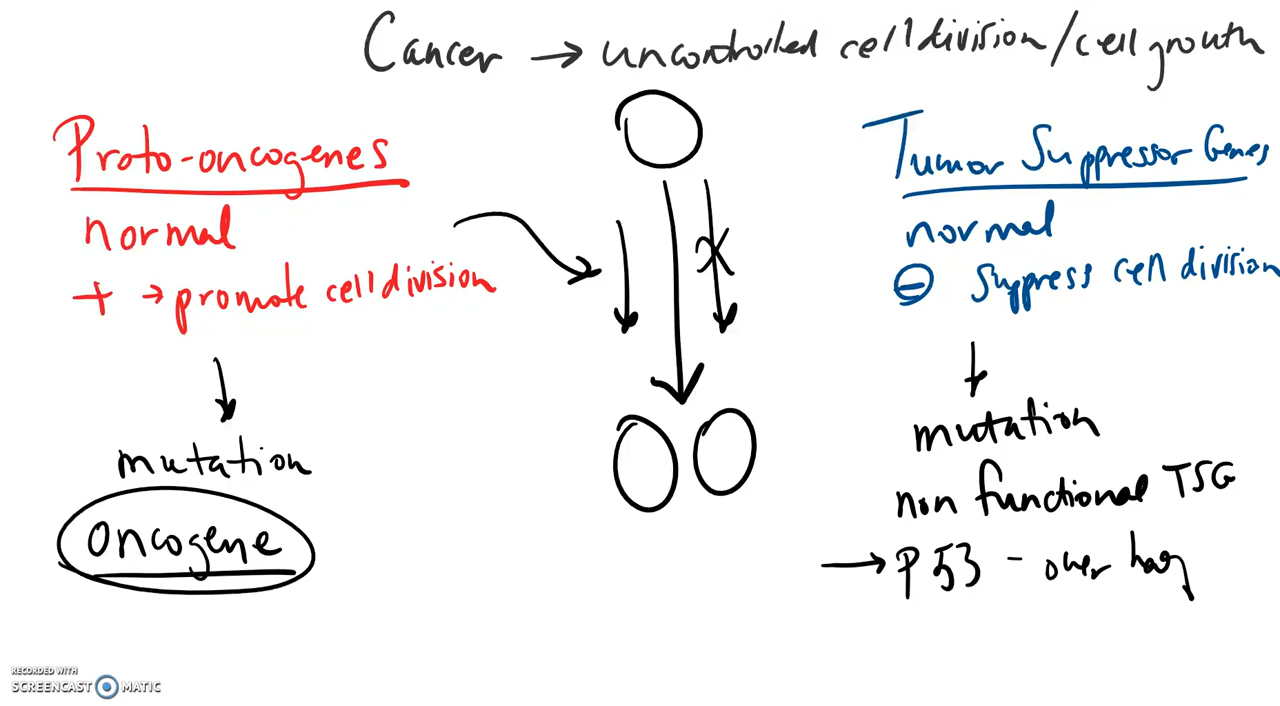 Cancer → uncontrolled cell division/cell growth
Proto-oncogenes
normal
+ → promote cell division
mutation
oncogene
Tumor Suppressor Genes
normal
⊖ suppress cell division
mutation
non functional TSG
→ P53 - over
RECORDED WITH
SCREENCAST MATIC